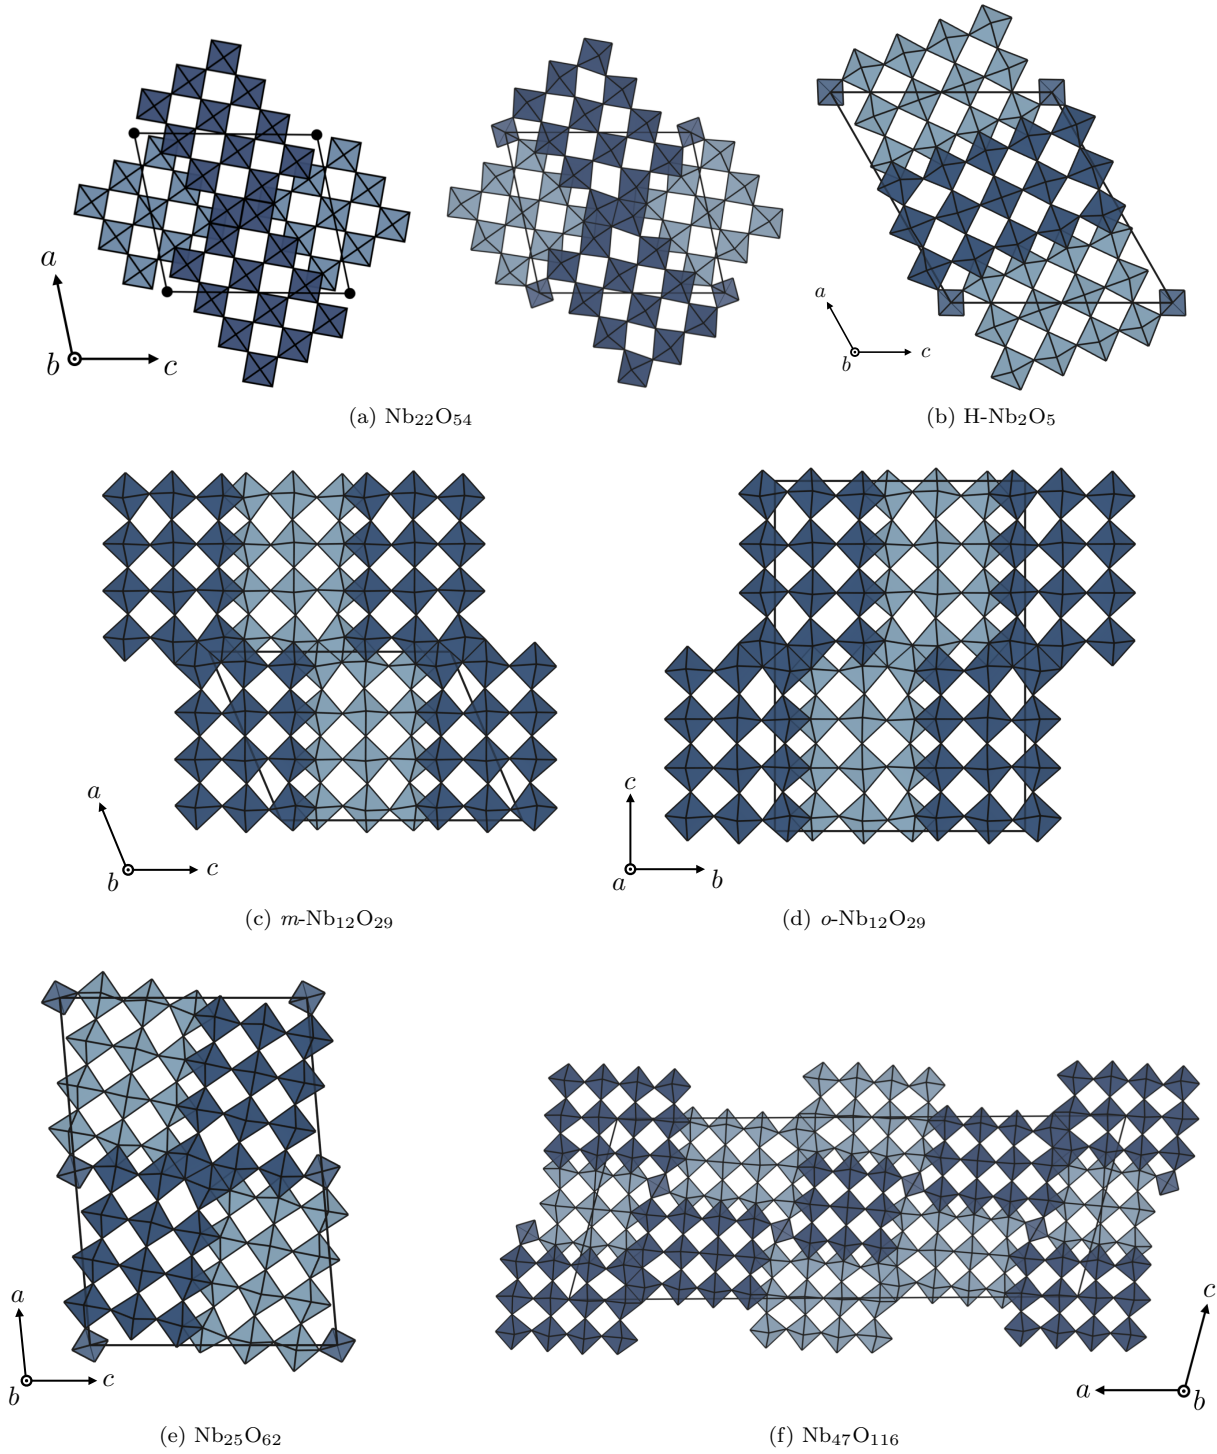 a
b
c
(a) Nb₂₂O₅₄
a
b
c
(b) H-Nb₂O₅
a
b
c
(c) m-Nb₁₂O₂₉
c
a
b
(d) o-Nb₁₂O₂₉
a
b
c
(e) Nb₂₅O₆₂
c
a
b
(f) Nb₄₇O₁₁₆